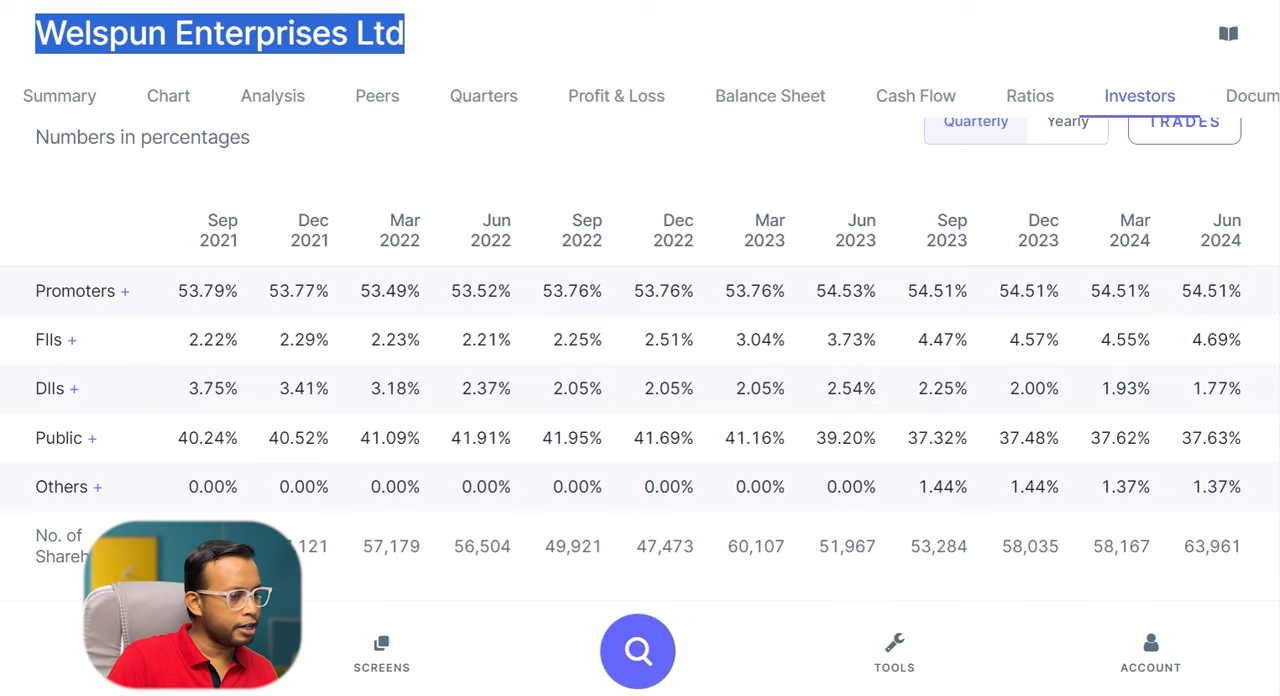 Welspun Enterprises Ltd
Summary Chart Analysis Peers Quarters Profit & Loss Balance Sheet Cash Flow Ratios Investors Docum
Numbers in percentages Quarterly Yearly TRADES
Sep Dec Mar Jun Sep Dec Mar Jun Sep Dec Mar Jun
2021 2021 2022 2022 2022 2022 2023 2023 2023 2023 2024 2024
Promoters + 53.79% 53.77% 53.49% 53.52% 53.76% 53.76% 53.76% 54.53% 54.51% 54.51% 54.51% 54.51%
FIIs + 2.22% 2.29% 2.23% 2.21% 2.25% 2.51% 3.04% 3.73% 4.47% 4.57% 4.55% 4.69%
DIIs + 3.75% 3.41% 3.18% 2.37% 2.05% 2.05% 2.05% 2.54% 2.25% 2.00% 1.93% 1.77%
Public + 40.24% 40.52% 41.09% 41.91% 41.95% 41.69% 41.16% 39.20% 37.32% 37.48% 37.62% 37.63%
Others + 0.00% 0.00% 0.00% 0.00% 0.00% 0.00% 0.00% 0.00% 1.44% 1.44% 1.37% 1.37%
No. of
Shareh 121 57,179 56,504 49,921 47,473 60,107 51,967 53,284 58,035 58,167 63,961
SCREENS TOOLS ACCOUNT